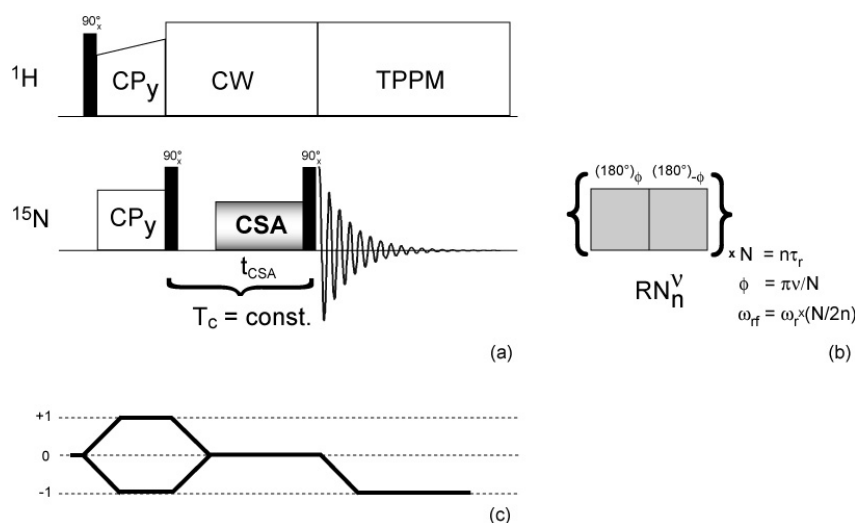 90°x
¹H
CPy
CW
TPPM
90°x
90°x
¹⁵N
CPy
CSA
tCSA
Tc = const.
(a)
(180°)ϕ (180°)-ϕ
x N = nτr
RNnν
ϕ = πν/N
ωrf = ωr x(N/2n)
(b)
+1
0
-1
(c)